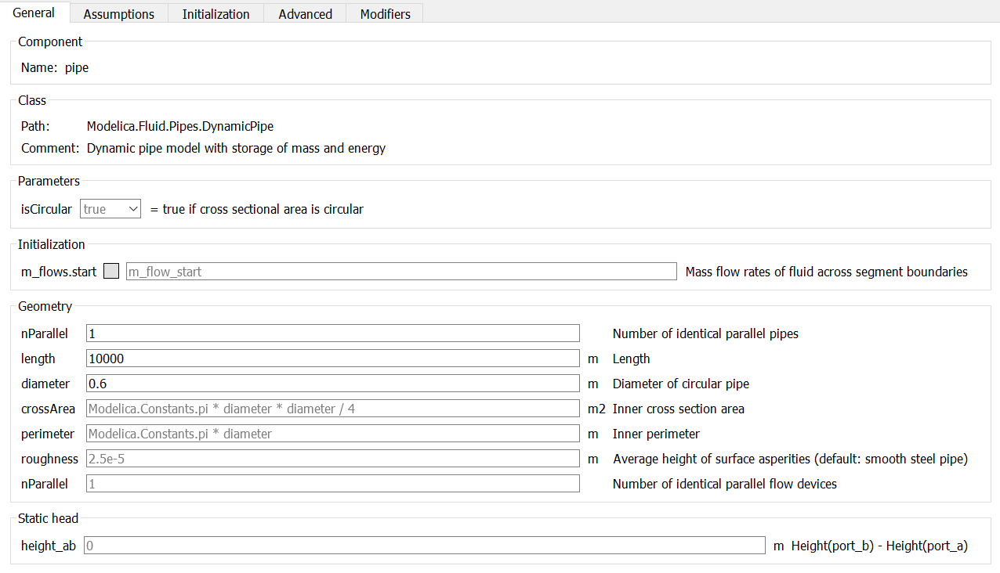 General Assumptions Initialization Advanced Modifiers
Component
Name: pipe
Class
Path: Modelica.Fluid.Pipes.DynamicPipe
Comment: Dynamic pipe model with storage of mass and energy
Parameters
isCircular true = true if cross sectional area is circular
Initialization
m_flows.start m_flow_start Mass flow rates of fluid across segment boundaries
Geometry
nParallel 1 Number of identical parallel pipes
length 10000 m Length
diameter 0.6 m Diameter of circular pipe
crossArea Modelica.Constants.pi * diameter * diameter / 4 m2 Inner cross section area
perimeter Modelica.Constants.pi * diameter m Inner perimeter
roughness 2.5e-5 m Average height of surface asperities (default: smooth steel pipe)
nParallel 1 Number of identical parallel flow devices
Static head
height_ab 0 m Height(port_b) - Height(port_a)